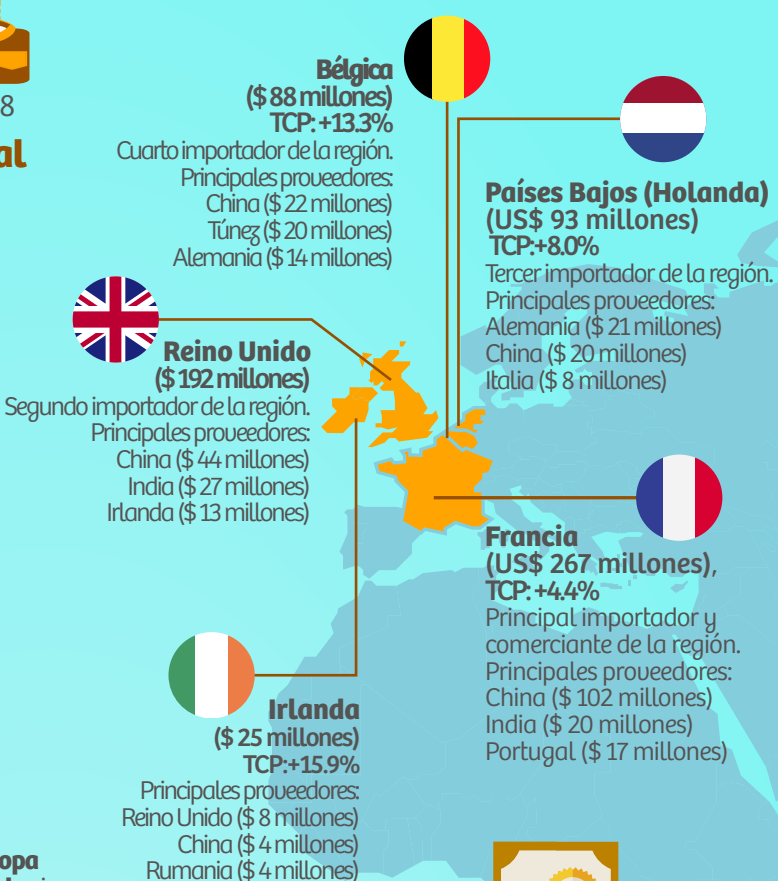 8
al
Bélgica
($ 88 millones)
TCP: +13.3%
Cuarto importador de la región.
Principales proveedores:
China ($ 22 millones)
Túnez ($ 20 millones)
Alemania ($ 14 millones)
Países Bajos (Holanda)
(US$ 93 millones)
TCP:+8.0%
Tercer importador de la región.
Principales proveedores:
Alemania ($ 21 millones)
China ($ 20 millones)
Italia ($ 8 millones)
Reino Unido
($ 192 millones)
Segundo importador de la región.
Principales proveedores:
China ($ 44 millones)
India ($ 27 millones)
Irlanda ($ 13 millones)
Francia
(US$ 267 millones),
TCP: +4.4%
Principal importador y
comerciante de la región.
Principales proveedores:
China ($ 102 millones)
India ($ 20 millones)
Portugal ($ 17 millones)
Irlanda
($ 25 millones)
TCP:+15.9%
Principales proveedores:
Reino Unido ($ 8 millones)
China ($ 4 millones)
Rumania ($ 4 millones)
opa